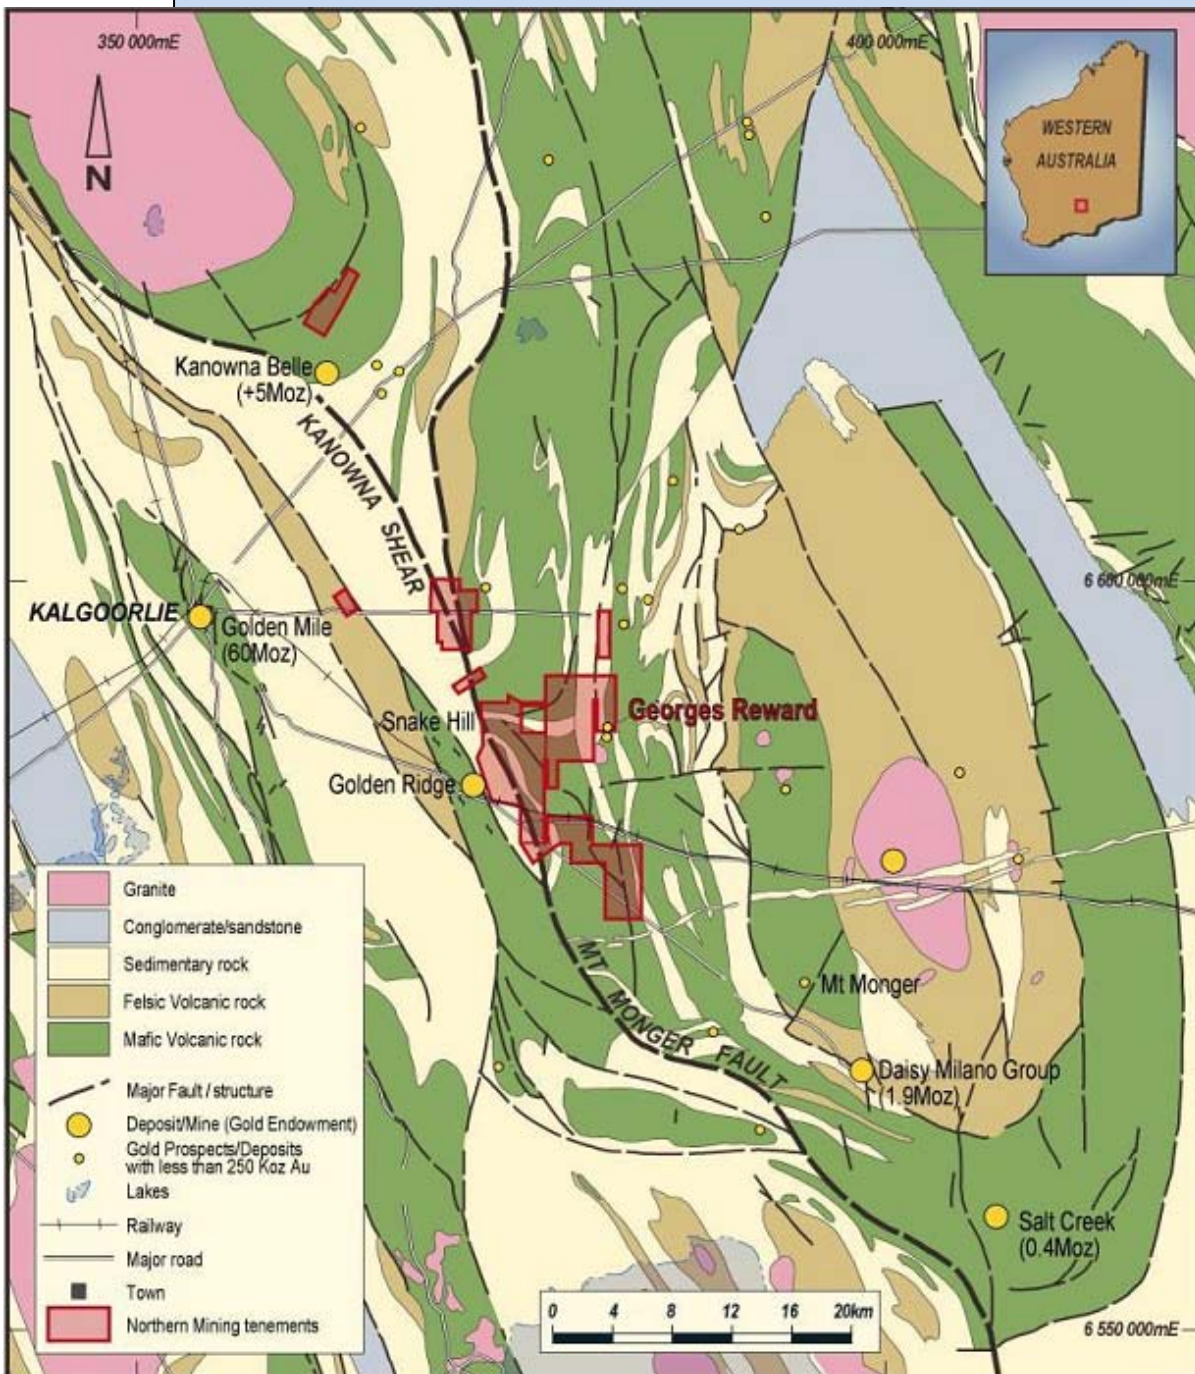 350 000mE
400 000mE
N
WESTERN
AUSTRALIA
Kanowna Belle
(+5Moz)
KANOWNA SHEAR
6 600 000mE
KALGOORLIE
Golden Mile
(60Moz)
Snake Hill
Georges Reward
Golden Ridge
MT MONGER FAULT
Mt Monger
Daisy Milano Group
(1.9Moz)
Salt Creek
(0.4Moz)
6 550 000mE
Granite
Conglomerate/sandstone
Sedimentary rock
Felsic Volcanic rock
Mafic Volcanic rock
Major Fault / structure
Deposit/Mine (Gold Endowment)
Gold Prospects/Deposits
with less than 250 Koz Au
Lakes
Railway
Major road
Town
Northern Mining tenements
0 4 8 12 16 20km